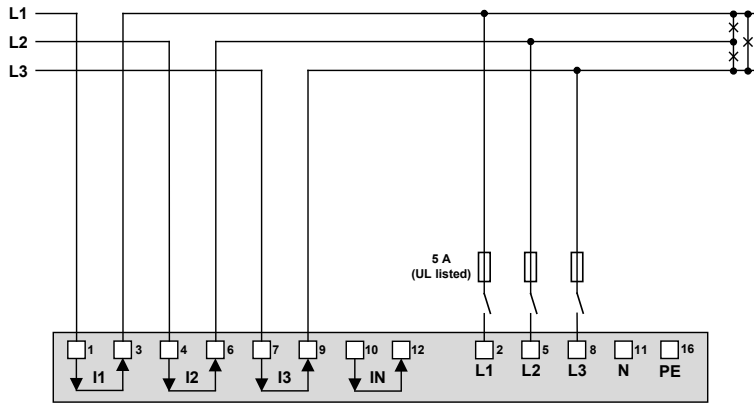 L1
L2
L3
5 A
(UL listed)
1 3 4 6 7 9 10 12 2 5 8 11 16
I1 I2 I3 IN L1 L2 L3 N PE